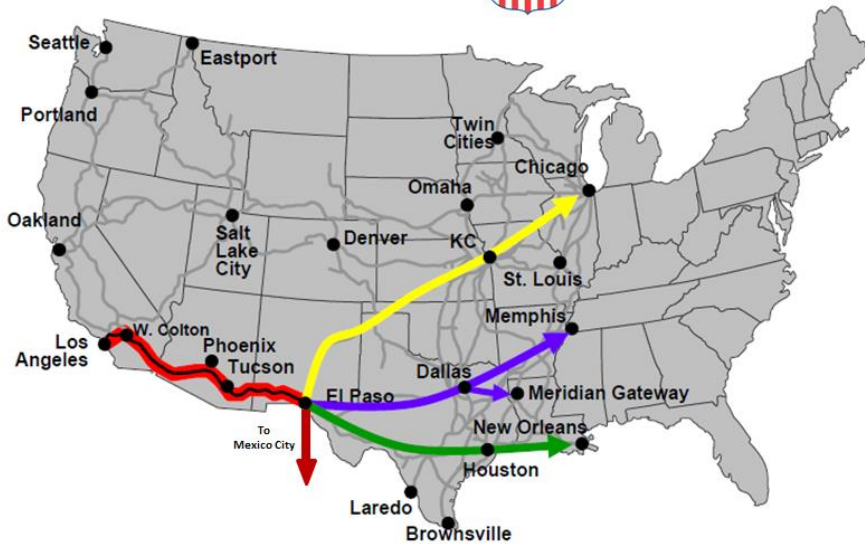 Seattle
Eastport
Portland
Twin
Cities
Chicago
Omaha
Oakland
Salt
Lake
City
Denver
KC
St. Louis
Memphis
W. Colton
Los
Angeles
Phoenix
Tucson
Dallas
El Paso
Meridian Gateway
To
Mexico City
New Orleans
Houston
Laredo
Brownsville